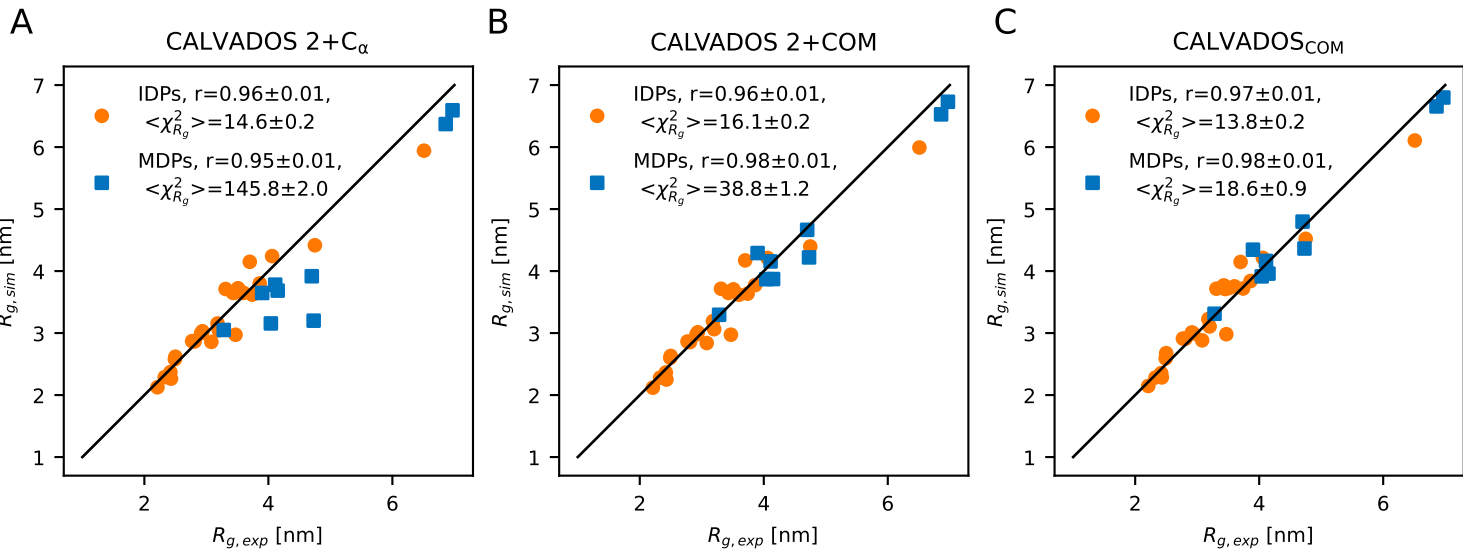 A
CALVADOS 2+Cα
IDPs, r=0.96±0.01,
<χ²Rg>=14.6±0.2
MDPs, r=0.95±0.01,
<χ²Rg>=145.8±2.0
7
6
5
4
3
2
1
Rg, sim [nm]
2 4 6
Rg, exp [nm]
B
CALVADOS 2+COM
IDPs, r=0.96±0.01,
<χ²Rg>=16.1±0.2
MDPs, r=0.98±0.01,
<χ²Rg>=38.8±1.2
7
6
5
4
3
2
1
Rg, sim [nm]
2 4 6
Rg, exp [nm]
C
CALVADOSCOM
IDPs, r=0.97±0.01,
<χ²Rg>=13.8±0.2
MDPs, r=0.98±0.01,
<χ²Rg>=18.6±0.9
7
6
5
4
3
2
1
Rg, sim [nm]
2 4 6
Rg, exp [nm]